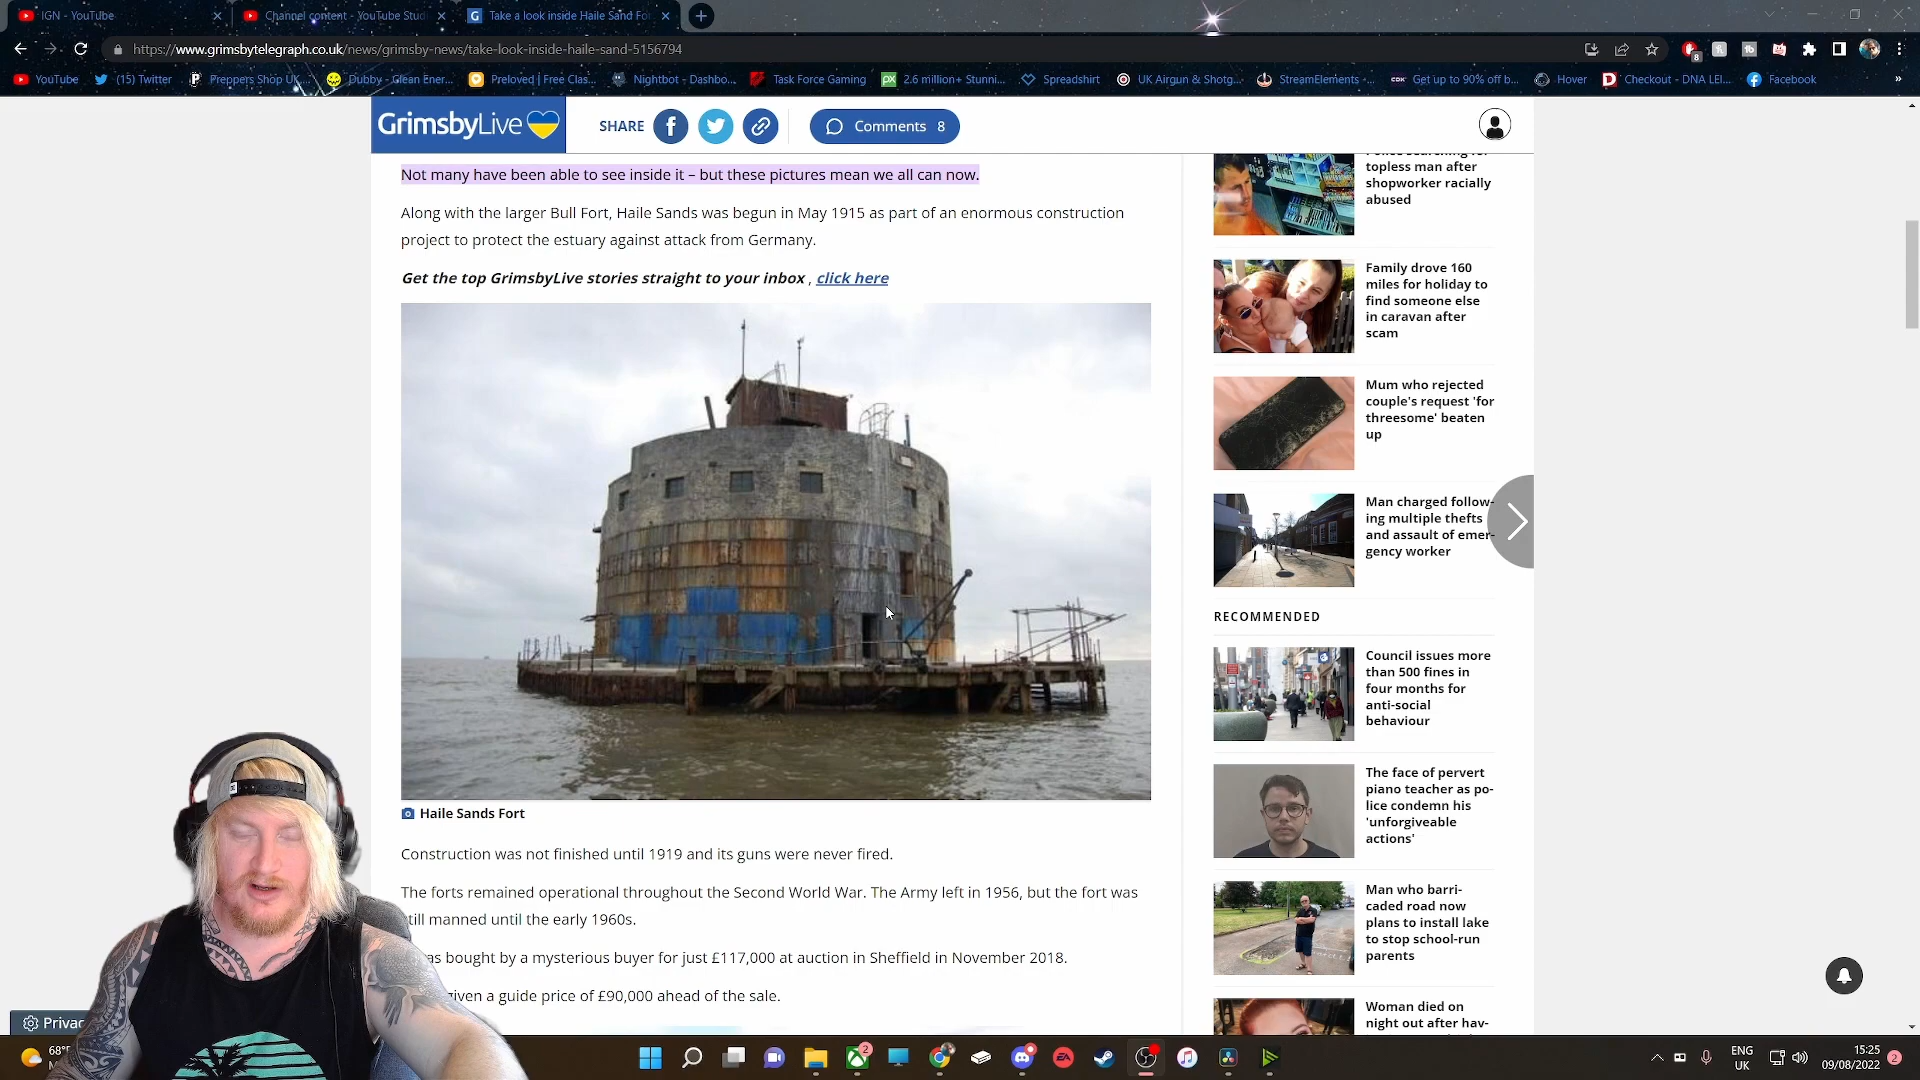 IGN - YouTube
Channel content - YouTube Stud
Take a look inside Haile Sand For
https://www.grimsbytelegraph.co.uk/news/grimsby-news/take-look-inside-haile-sand-5156794
YouTube
(15) Twitter
Preppers Shop UK...
Dubby - Clean Ener...
Preloved | Free Clas...
Nightbot - Dashbo...
Task Force Gaming
2.6 million+ Stunni...
Spreadshirt
UK Airgun & Shotg...
StreamElements -...
Get up to 90% off b...
Hover
Checkout - DNA LEI...
Facebook
GrimsbyLive
SHARE
Comments 8
Not many have been able to see inside it – but these pictures mean we all can now.
Along with the larger Bull Fort, Haile Sands was begun in May 1915 as part of an enormous construction
project to protect the estuary against attack from Germany.
Get the top GrimsbyLive stories straight to your inbox , click here
Haile Sands Fort
Construction was not finished until 1919 and its guns were never fired.
The forts remained operational throughout the Second World War. The Army left in 1956, but the fort was
till manned until the early 1960s.
as bought by a mysterious buyer for just £117,000 at auction in Sheffield in November 2018.
given a guide price of £90,000 ahead of the sale.
topless man after
shopworker racially
abused
Family drove 160
miles for holiday to
find someone else
in caravan after
scam
Mum who rejected
couple's request 'for
threesome' beaten
up
Man charged follow-
ing multiple thefts
and assault of emer-
gency worker
RECOMMENDED
Council issues more
than 500 fines in
four months for
anti-social
behaviour
The face of pervert
piano teacher as po-
lice condemn his
'unforgiveable
actions'
Man who barri-
caded road now
plans to install lake
to stop school-run
parents
Woman died on
night out after hav-
Privac
68°F
ENG
UK
15:25
09/08/2022
2